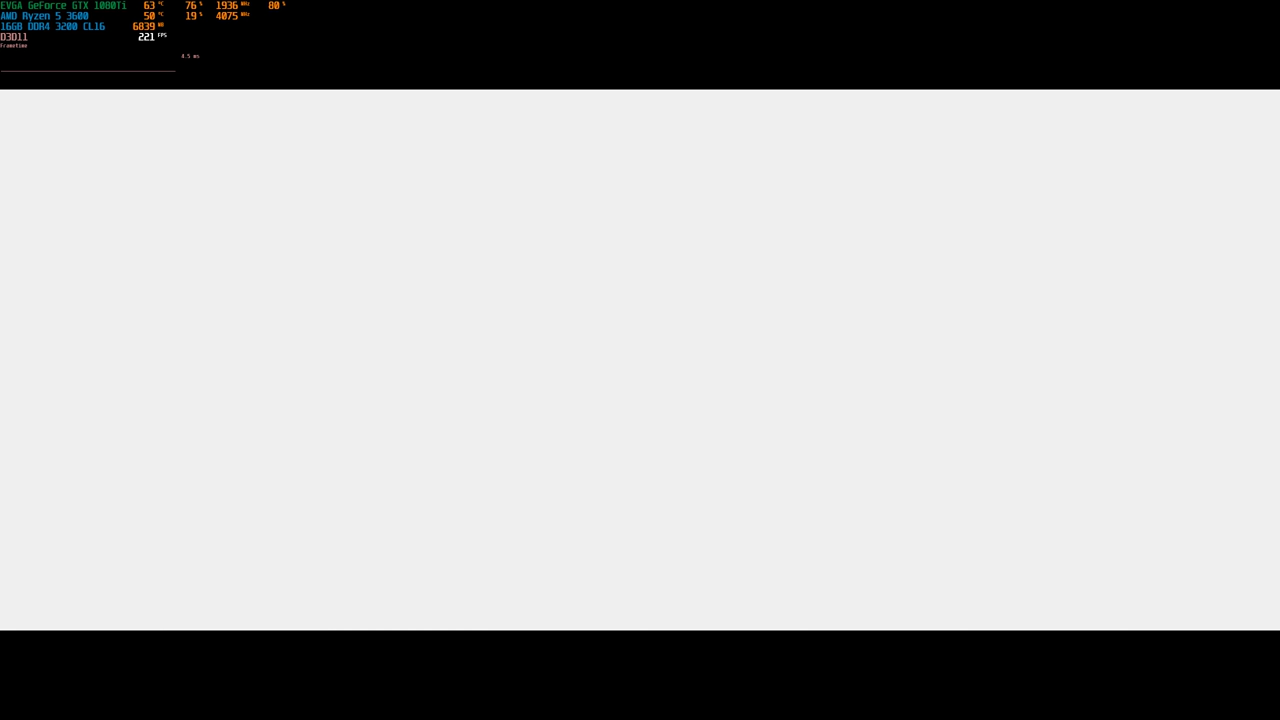 EVGA GeForce GTX 1080Ti 63 °C 76 % 1936 MHz 80 %
AMD Ryzen 5 3600 50 °C 19 % 4075 MHz
16GB DDR4 3200 CL16 6839 MB
D3D11 221 FPS
Frametime
4.5 ms